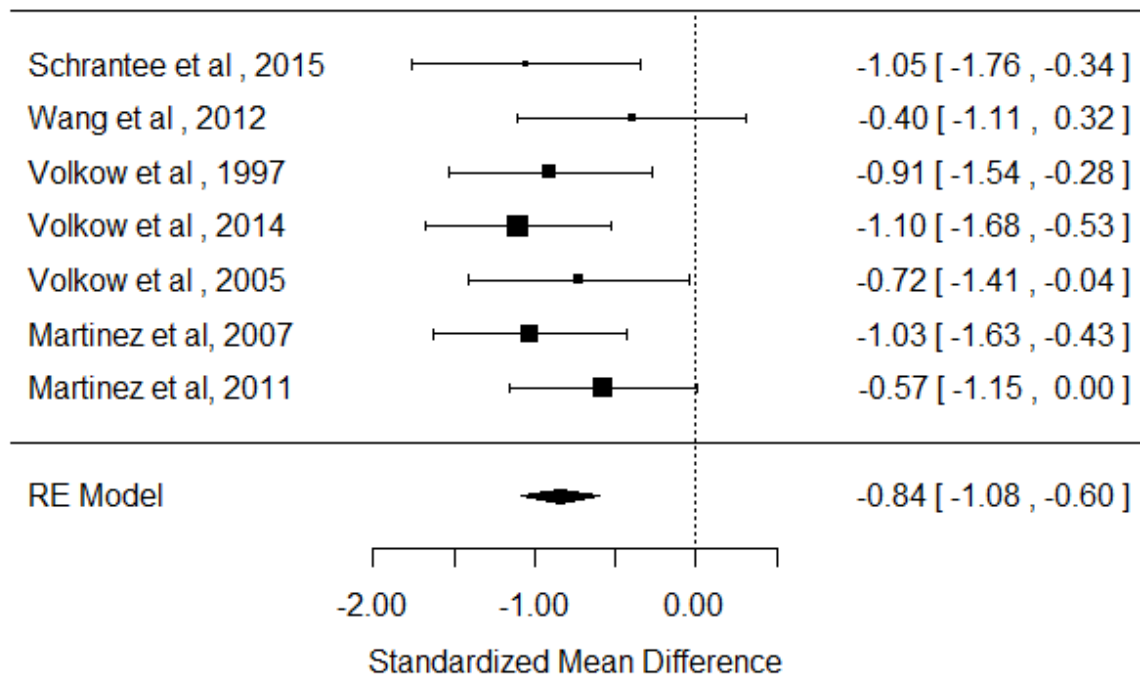 Schrantee et al , 2015 -1.05 [ -1.76 , -0.34 ]
Wang et al , 2012 -0.40 [ -1.11 , 0.32 ]
Volkow et al , 1997 -0.91 [ -1.54 , -0.28 ]
Volkow et al , 2014 -1.10 [ -1.68 , -0.53 ]
Volkow et al , 2005 -0.72 [ -1.41 , -0.04 ]
Martinez et al, 2007 -1.03 [ -1.63 , -0.43 ]
Martinez et al, 2011 -0.57 [ -1.15 , 0.00 ]
RE Model -0.84 [ -1.08 , -0.60 ]
-2.00 -1.00 0.00
Standardized Mean Difference